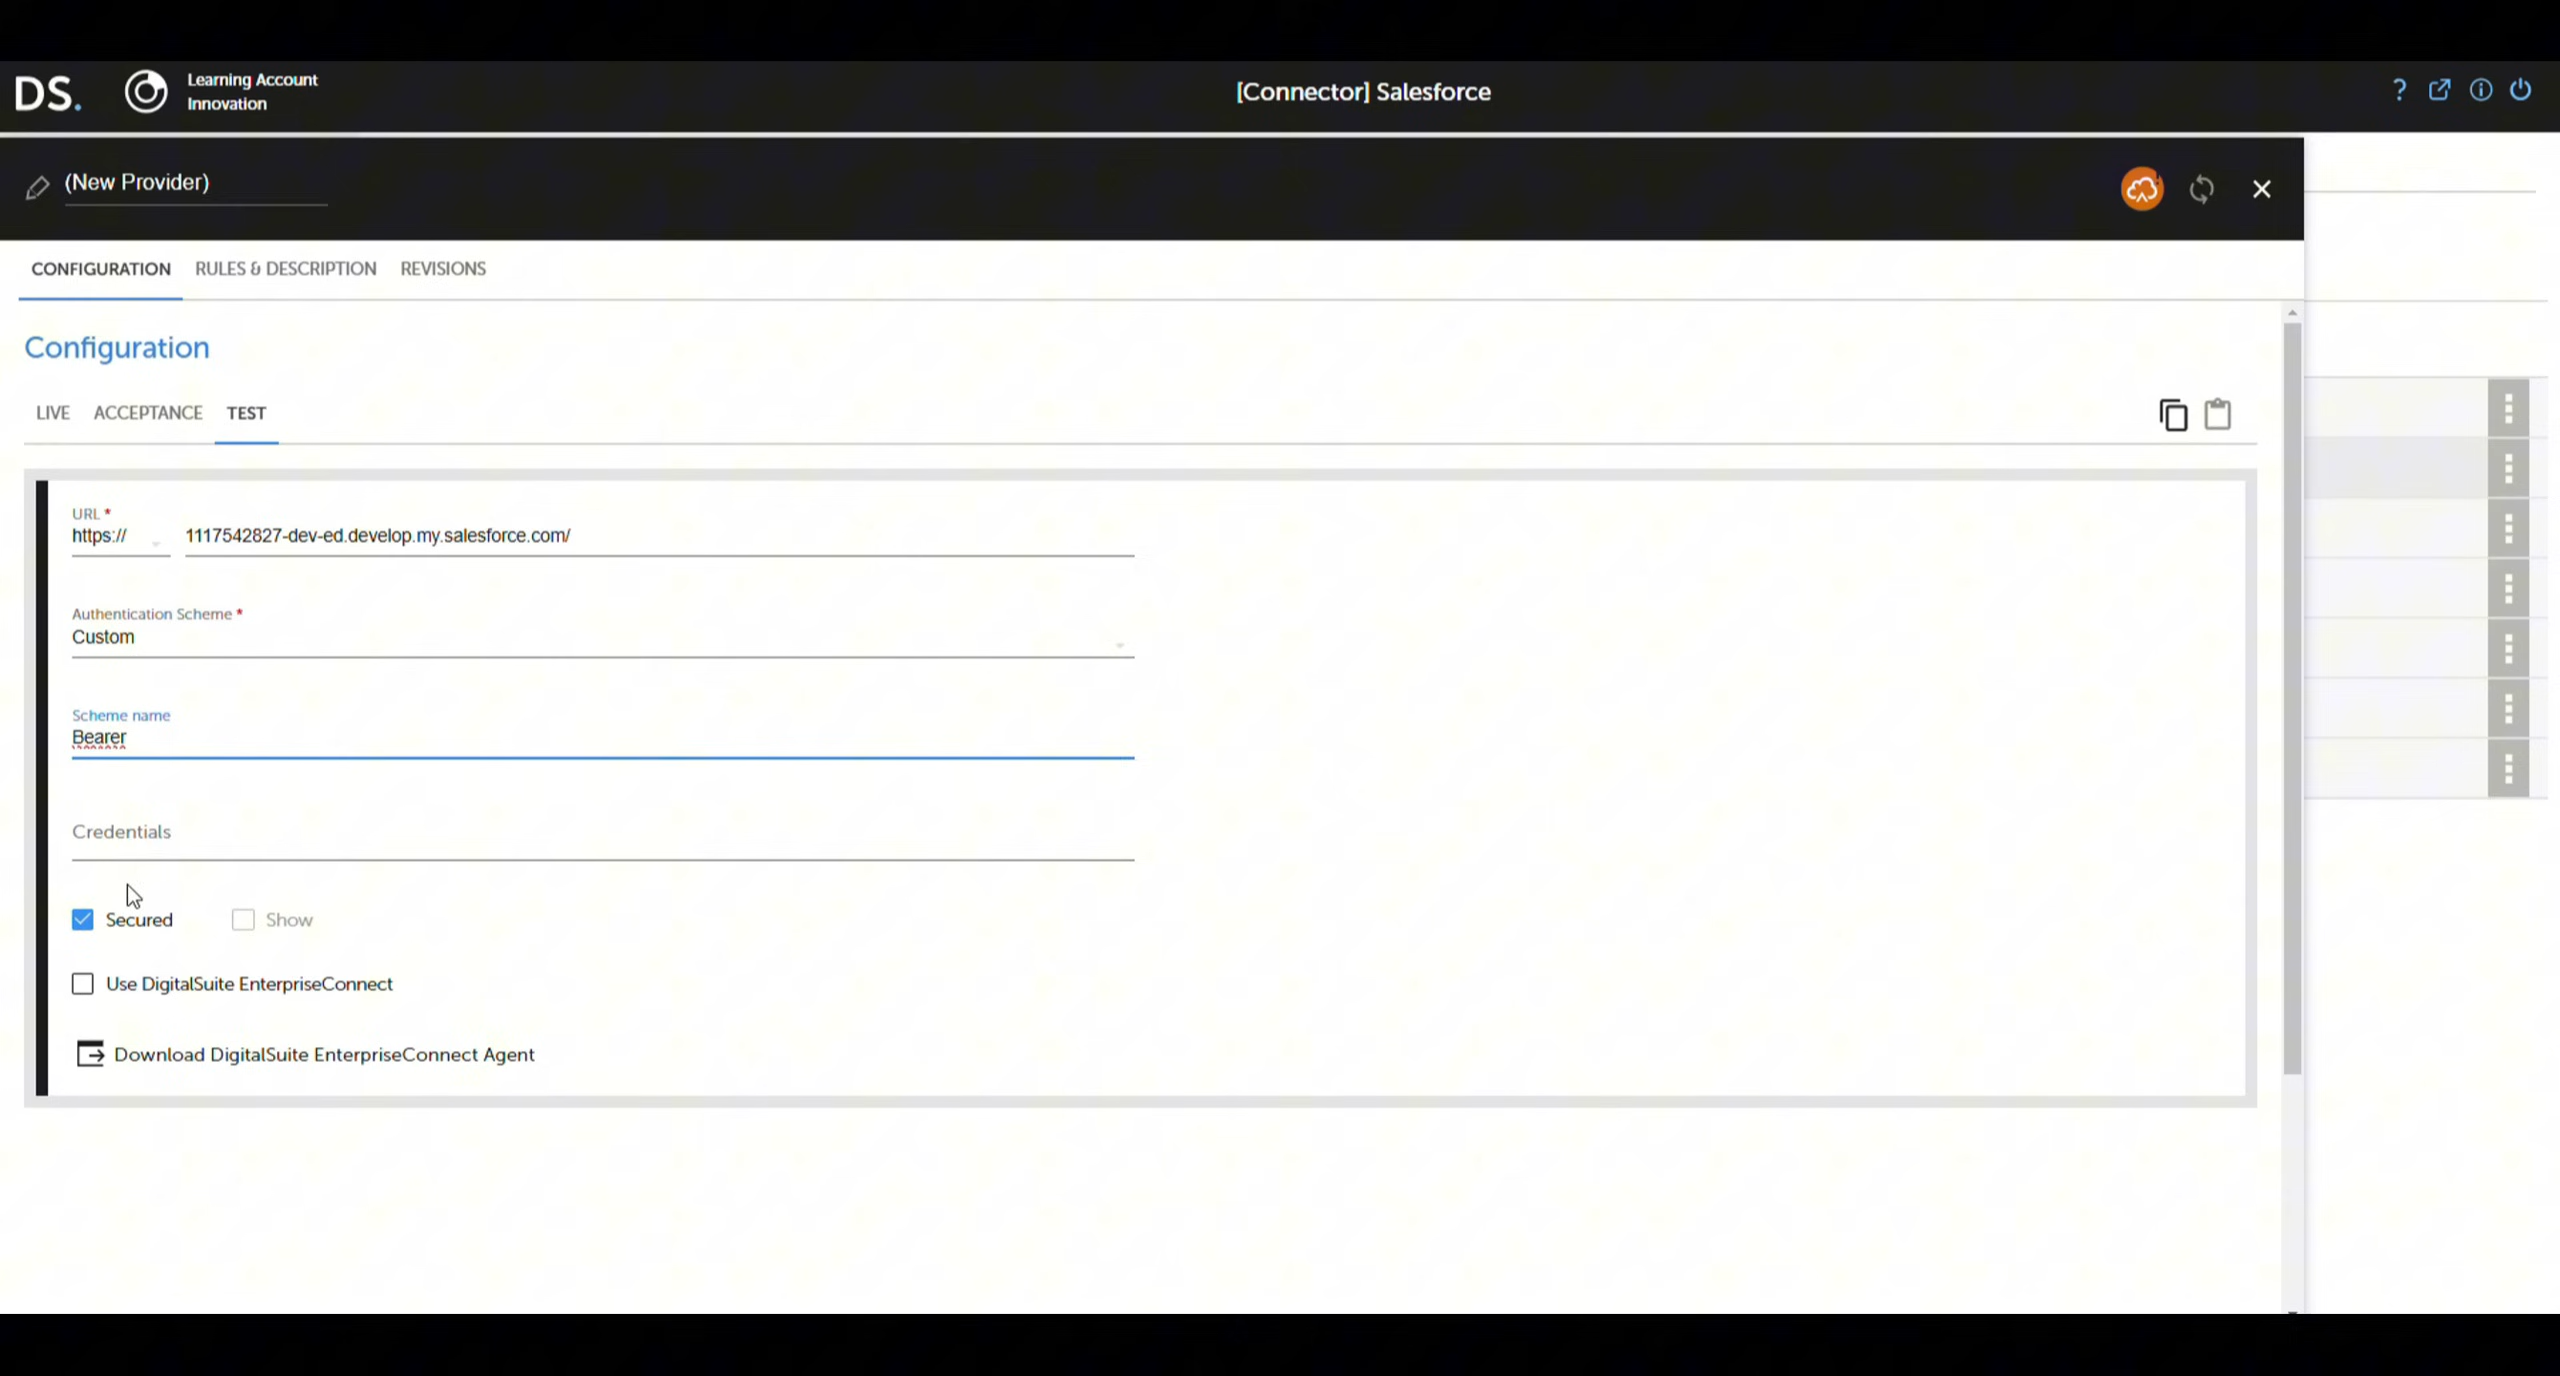 DS.
Learning Account
Innovation
[Connector] Salesforce
?
(New Provider)
CONFIGURATION RULES & DESCRIPTION REVISIONS
Configuration
LIVE ACCEPTANCE TEST
URL *
https:// 1117542827-dev-ed.develop.my.salesforce.com/
Authentication Scheme *
Custom
Scheme name
Bearer
Credentials
Secured Show
Use DigitalSuite EnterpriseConnect
Download DigitalSuite EnterpriseConnect Agent